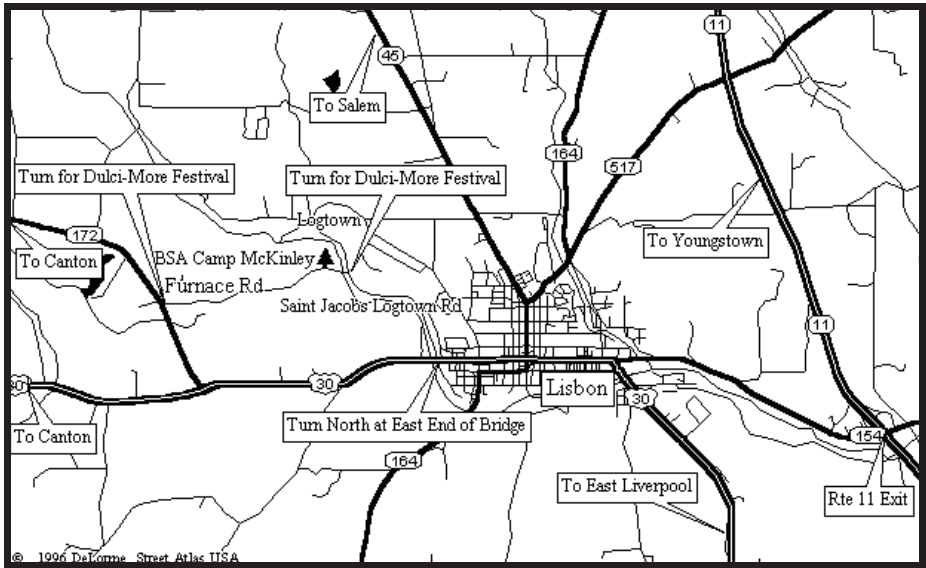 11
45
To Salem
164
517
Turn for Dulci-More Festival
Turn for Dulci-More Festival
Logtown
172
To Canton
BSA Camp McKinley
To Youngstown
Furnace Rd
Saint Jacobs Logtown Rd
11
30
30
Lisbon
30
Turn North at East End of Bridge
To Canton
154
164
To East Liverpool
Rte 11 Exit
© 1996 DeLorme Street Atlas USA